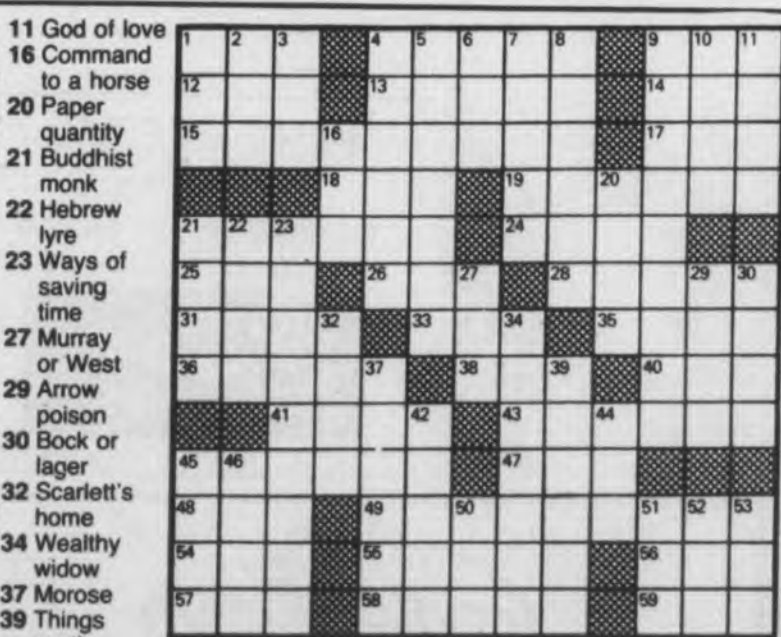 11 God of love
16 Command
to a horse
20 Paper
quantity
21 Buddhist
monk
22 Hebrew
lyre
23 Ways of
saving
time
27 Murray
or West
29 Arrow
poison
30 Bock or
lager
32 Scarlett's
home
34 Wealthy
widow
37 Morose
39 Things
1 2 3 4 5 6 7 8 9 10 11
12 13 14
15 16 17
18 19 20
21 22 23 24
25 26 27 28 29 30
31 32 33 34 35
36 37 38 39 40
41 42 43 44
45 46 47
48 49 50 51 52 53
54 55 56
57 58 59